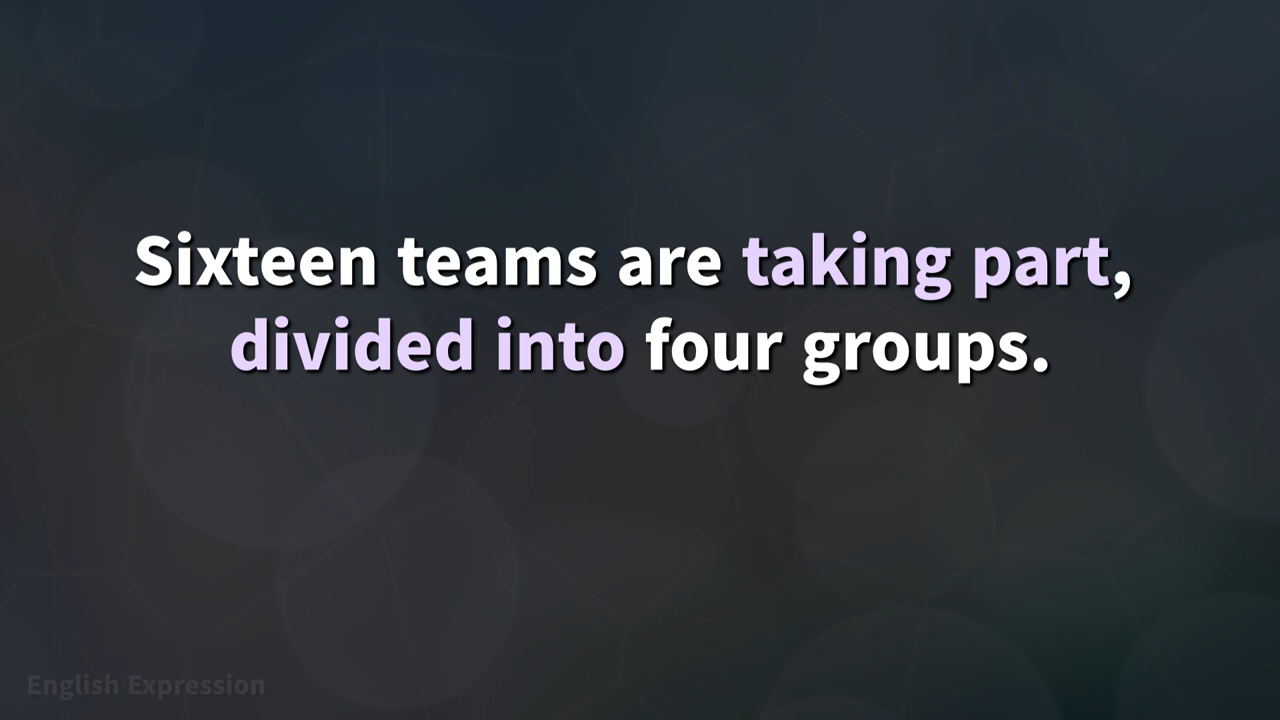 Sixteen teams are taking part,
divided into four groups.
English Expression